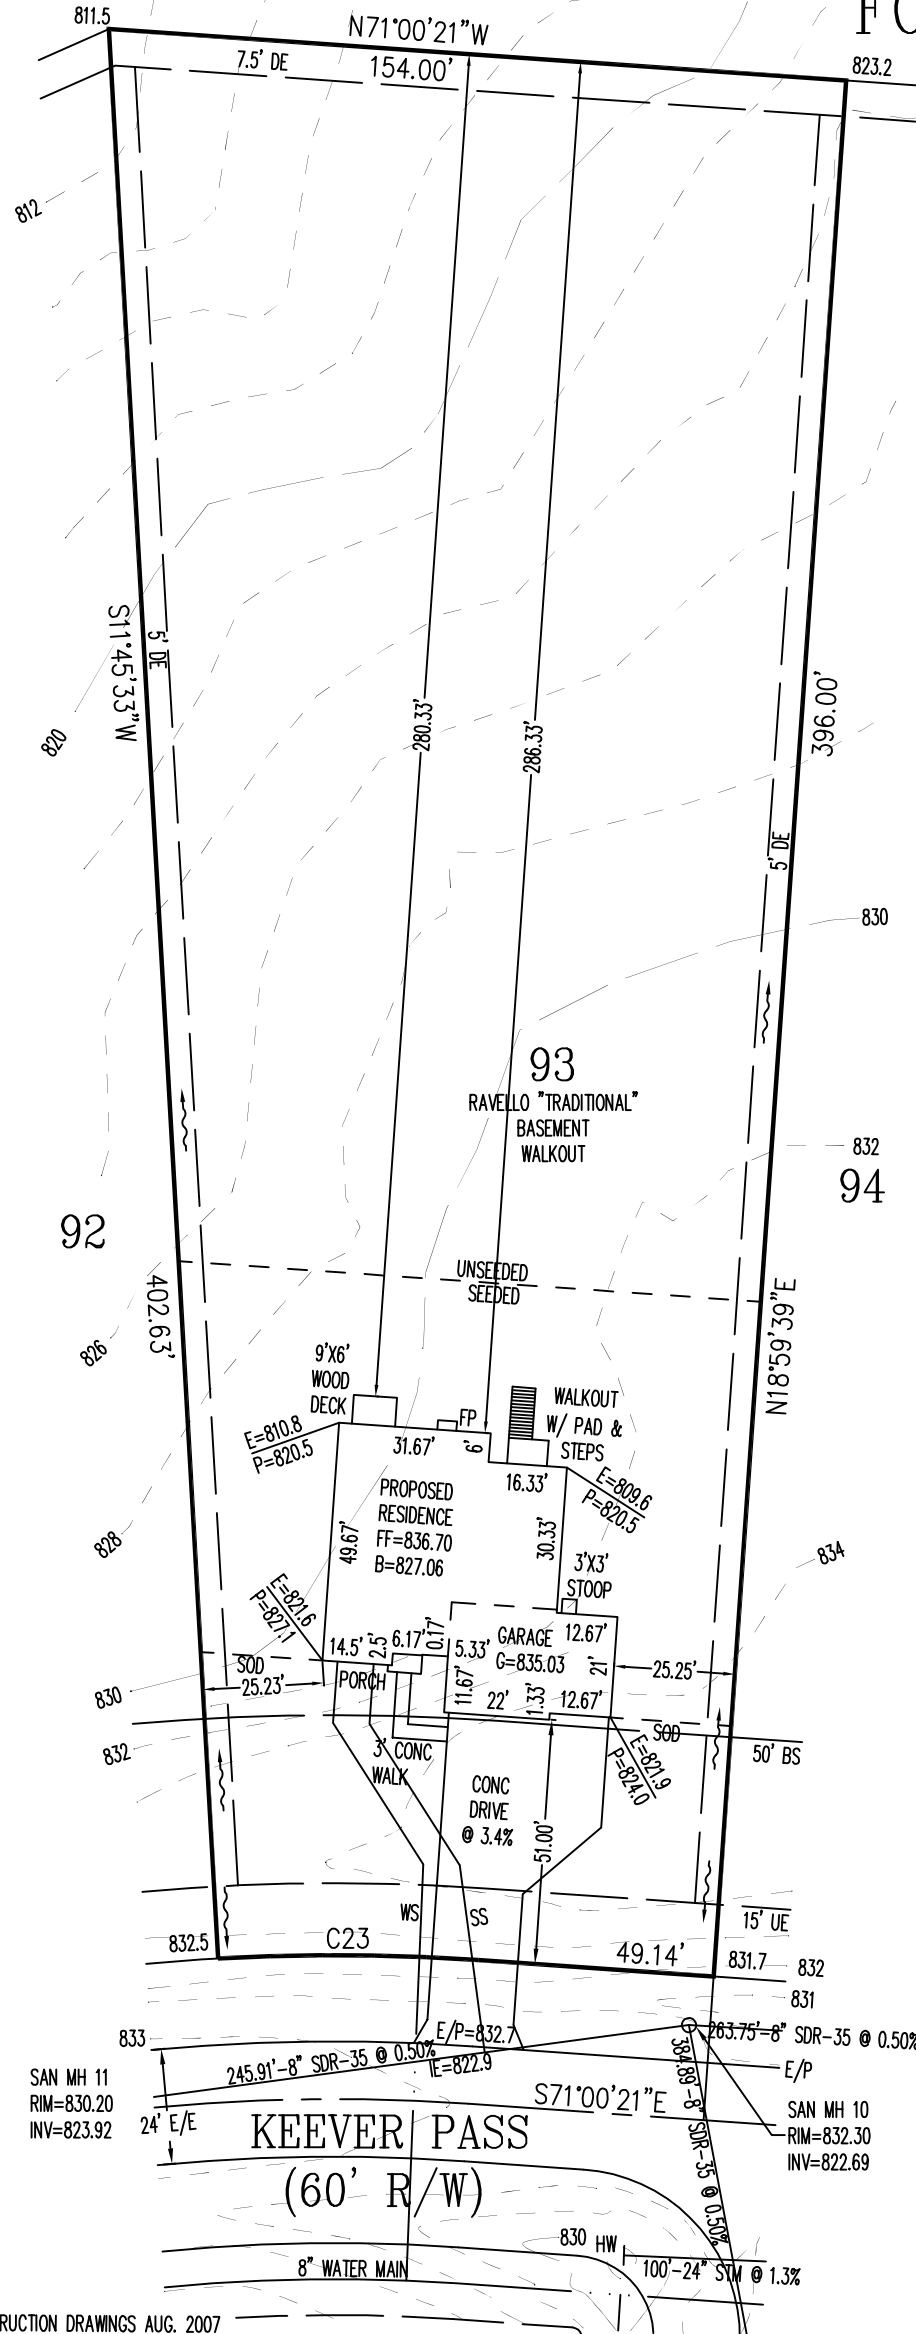 811.5
N71°00'21"W
FO
7.5' DE
154.00'
823.2
812
S11°45'33"W
5' DE
820
280.33'
286.33'
396.00'
5' DE
830
93
RAVELLO "TRADITIONAL"
BASEMENT
WALKOUT
832
94
92
UNSEEDED
SEEDED
402.63'
N18°59'39"E
826
9'X6'
WOOD
DECK
FP
WALKOUT
W/ PAD &
STEPS
E=810.8
P=820.5
31.67'
6'
16.33'
E=809.6
P=820.5
PROPOSED
RESIDENCE
FF=836.70
B=827.06
49.67'
30.33'
828
834
3'X3'
STOOP
E=821.6
P=827.1
14.5'
2.5'
6.17'
0.17'
5.33'
GARAGE
G=835.03
12.67'
21'
SOD
25.23'
PORCH
11.67'
22'
1.33'
12.67'
25.25'
830
832
SOD
50' BS
3' CONC
WALK
E=821.9
P=824.0
CONC
DRIVE
@ 3.4%
51.00'
WS
SS
15' UE
832.5
C23
49.14'
831.7
832
831
833
E/P=832.7
263.75'-8" SDR-35 @ 0.50%
245.91'-8" SDR-35 @ 0.50%
IE=822.9
E/P
384.89'-8" SDR-35 @ 0.50%
SAN MH 11
RIM=830.20
INV=823.92
24' E/E
S71°00'21"E
SAN MH 10
RIM=832.30
INV=822.69
KEEVER PASS
(60' R/W)
830
HW
8" WATER MAIN
100'-24" STM @ 1.3%
RUCTION DRAWINGS AUG. 2007